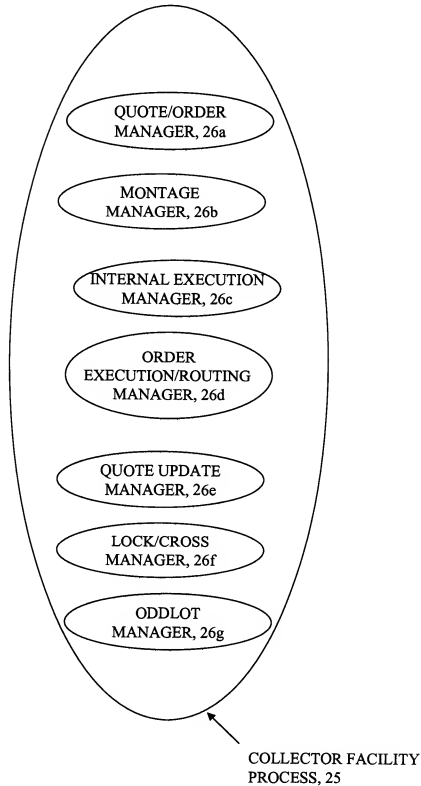 QUOTE/ORDER
MANAGER, 26a
MONTAGE
MANAGER, 26b
INTERNAL EXECUTION
MANAGER, 26c
ORDER
EXECUTION/ROUTING
MANAGER, 26d
QUOTE UPDATE
MANAGER, 26e
LOCK/CROSS
MANAGER, 26f
ODDLOT
MANAGER, 26g
COLLECTOR FACILITY
PROCESS, 25